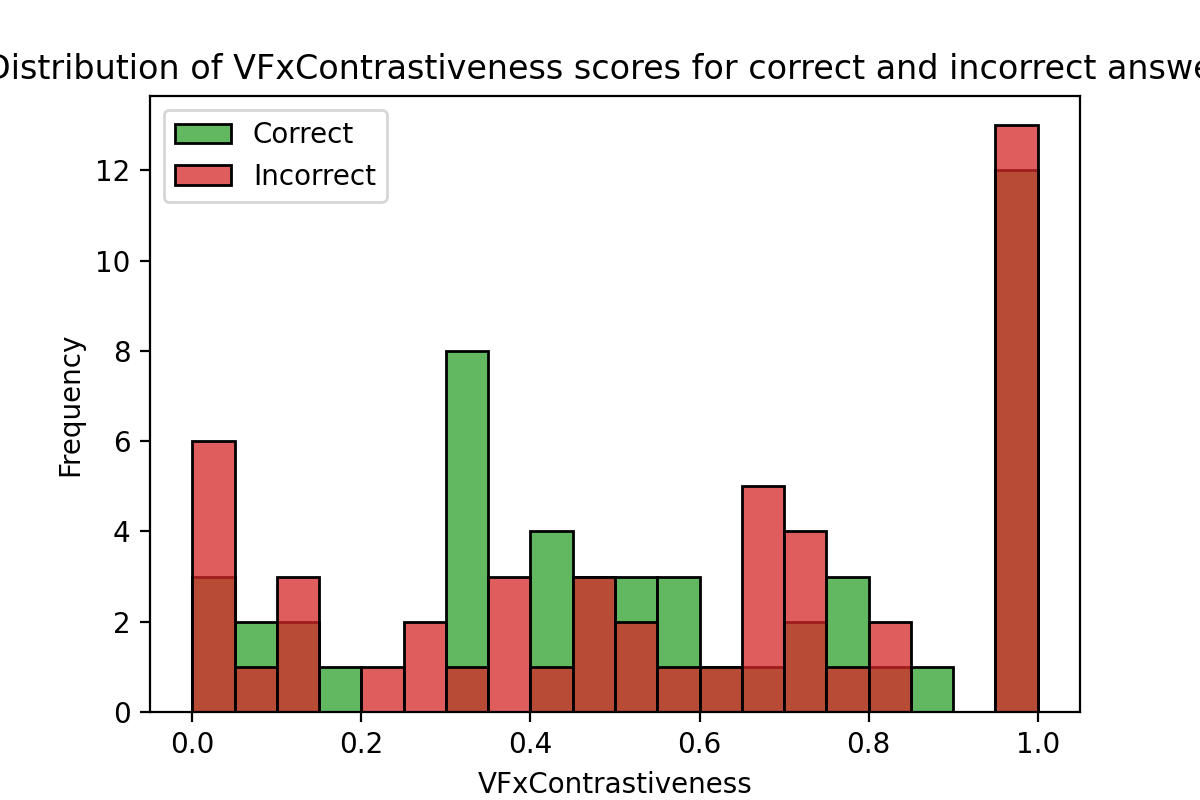 Distribution of VFxContrastiveness scores for correct and incorrect answe
Correct
Incorrect
12
10
8
6
4
2
0
Frequency
0.0 0.2 0.4 0.6 0.8 1.0
VFxContrastiveness